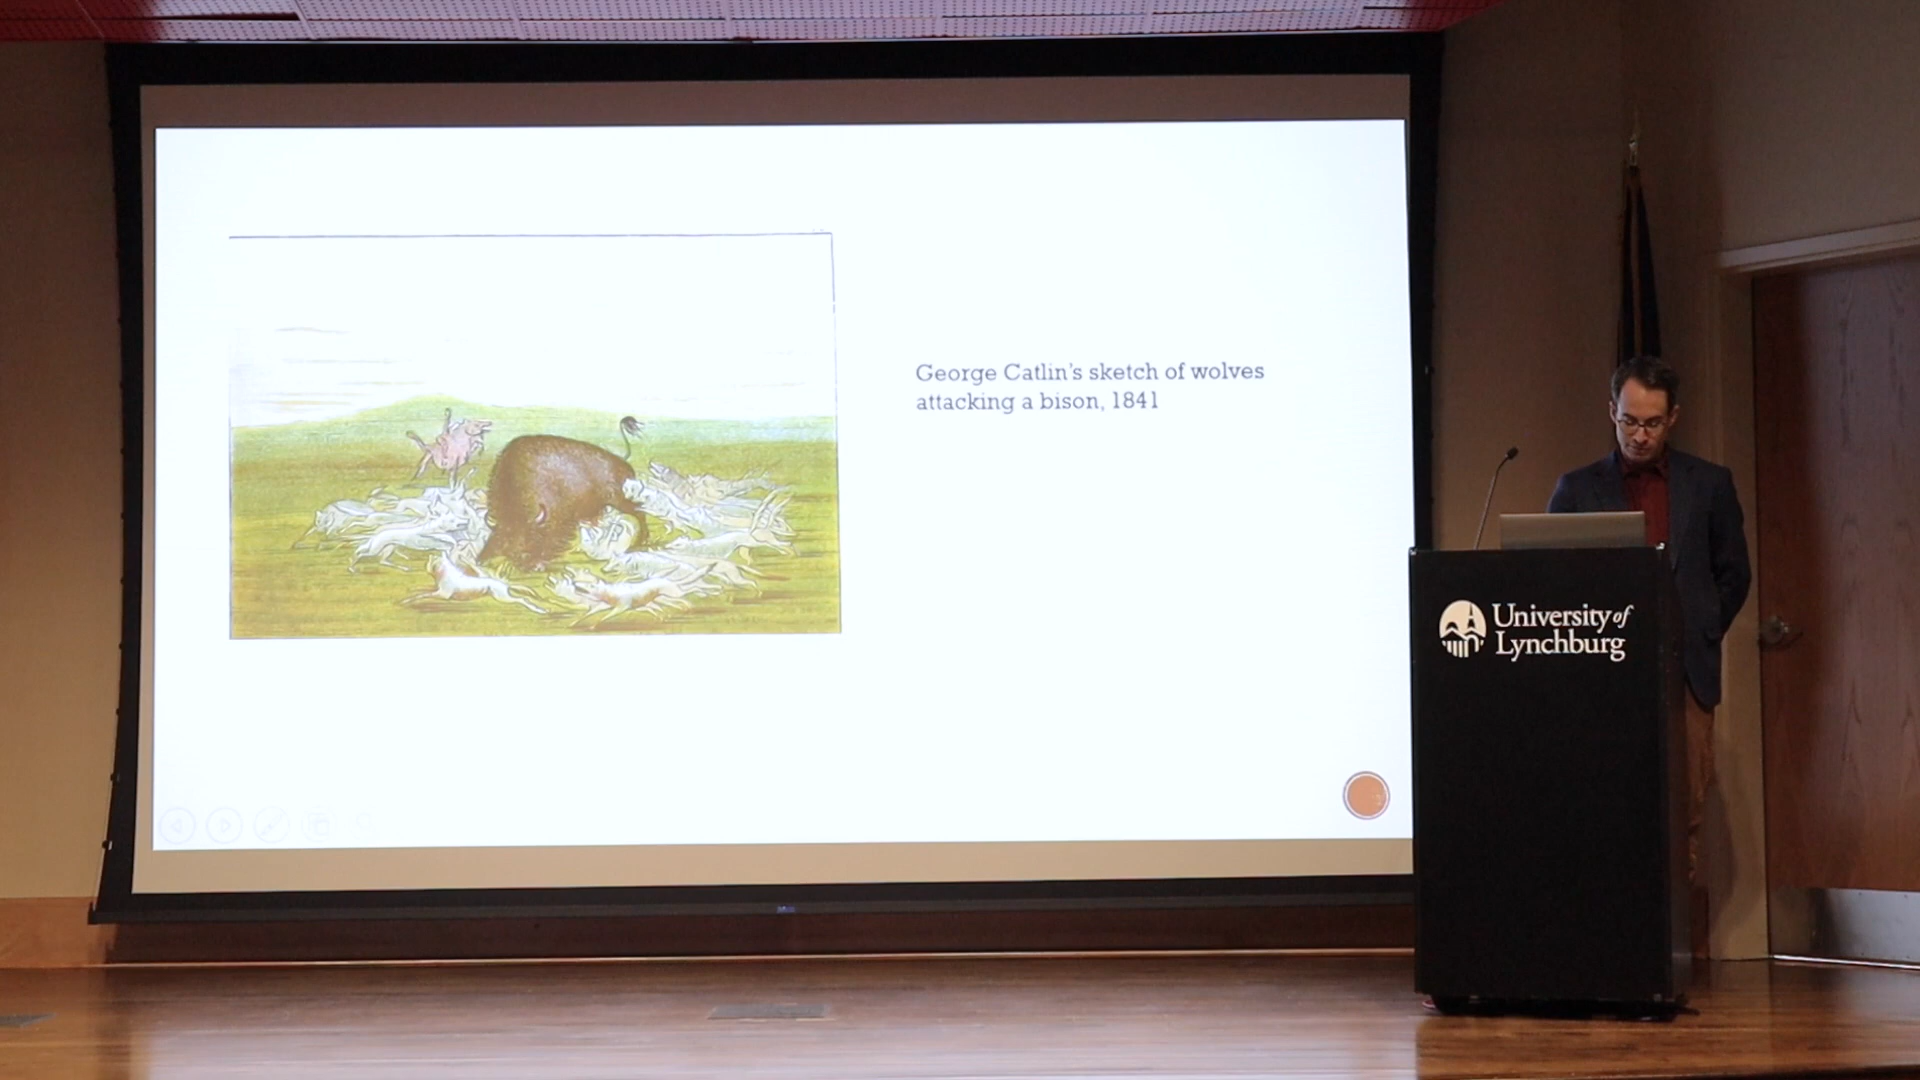 George Catlin's sketch of wolves
attacking a bison, 1841
University of
Lynchburg